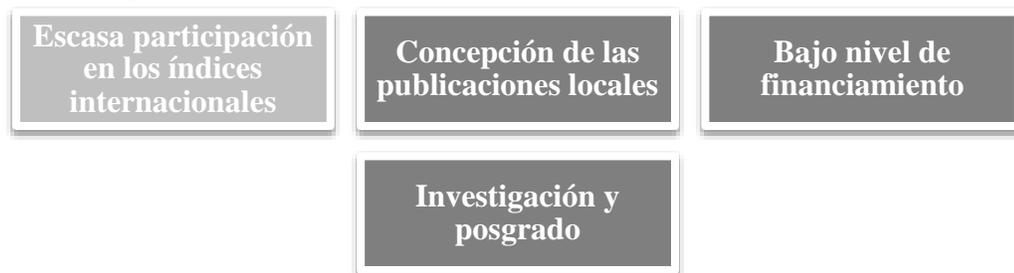 Escasa participación
en los índices
internacionales
Concepción de las
publicaciones locales
Bajo nivel de
financiamiento
Investigación y
posgrado